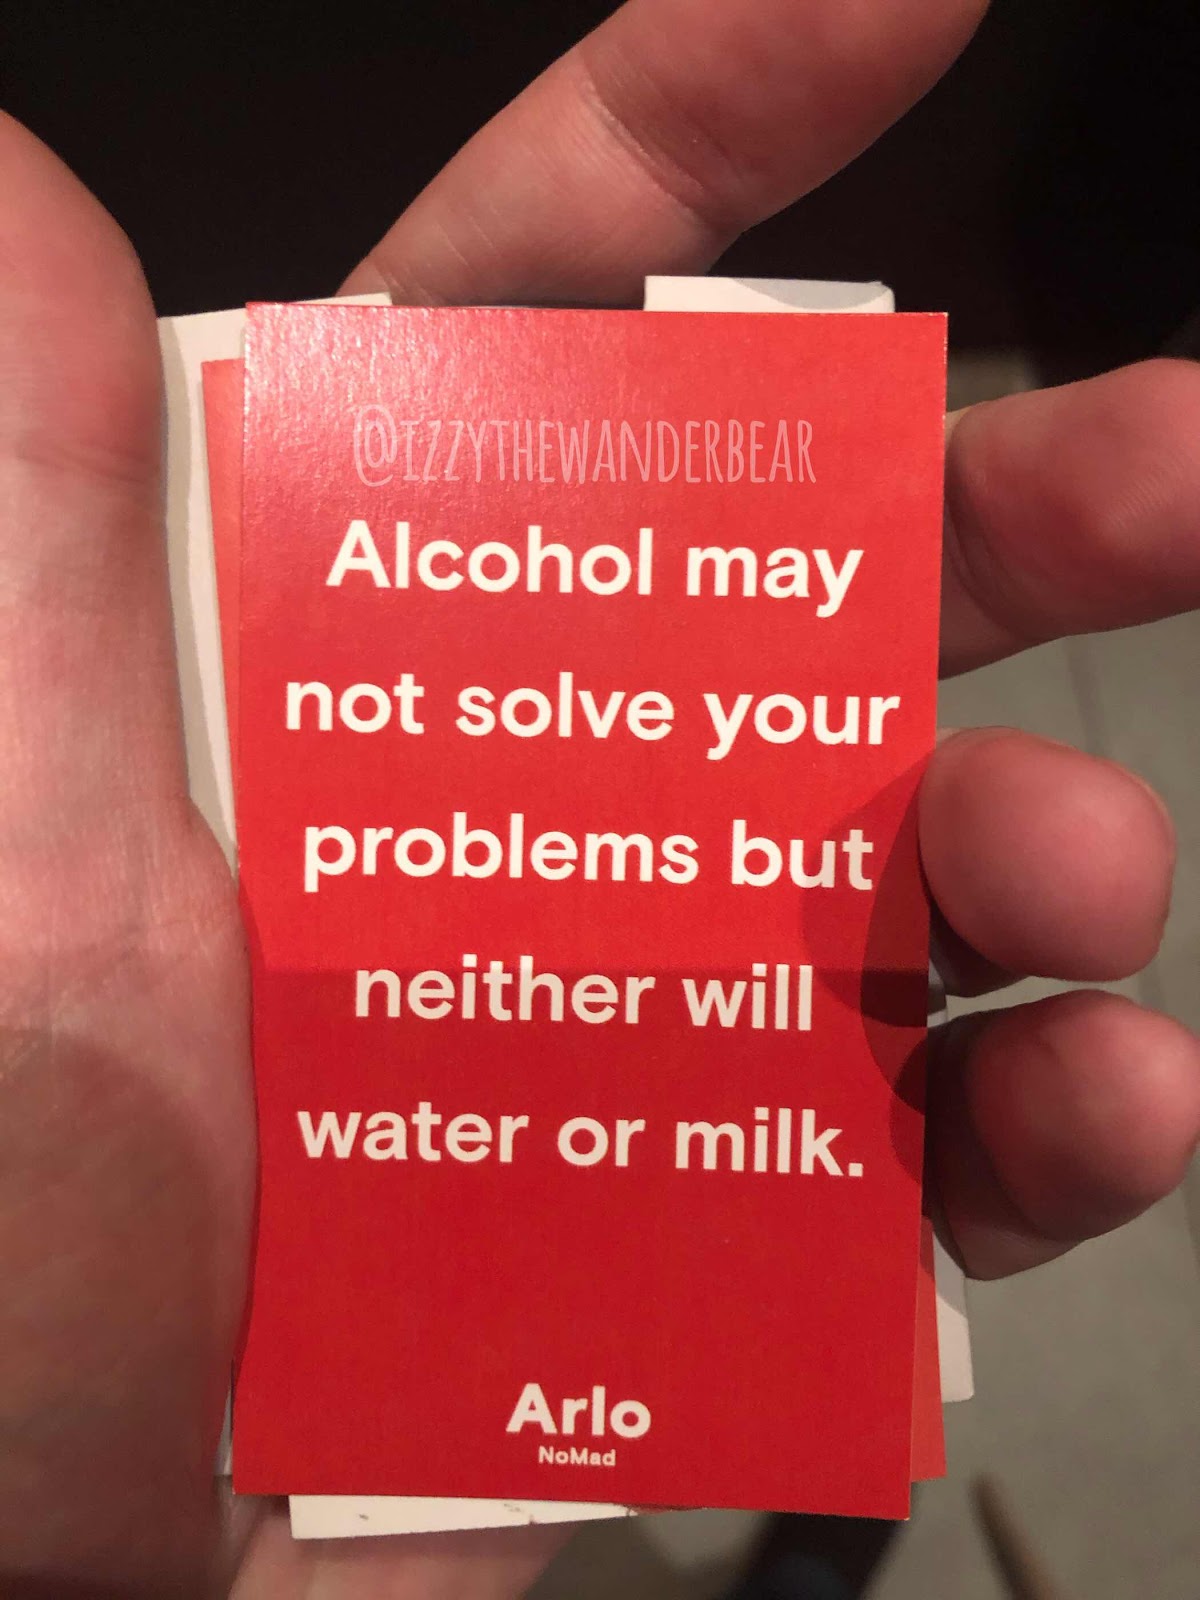 @IZZYTHEWANDERBEAR
Alcohol may
not solve your
problems but
neither will
water or milk.
Arlo
NoMad